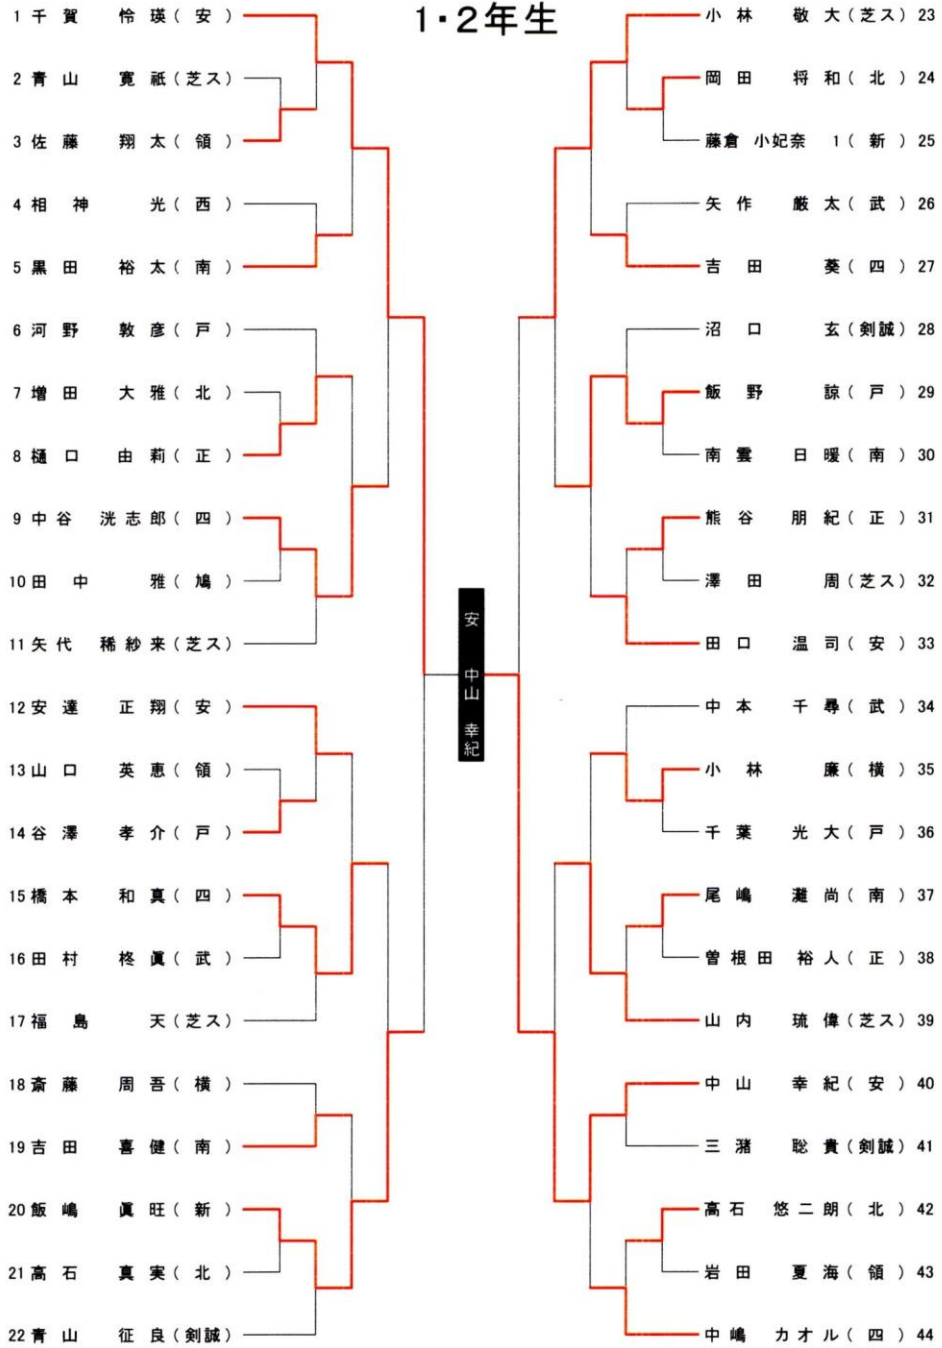 1・2年生
1 千賀 怜瑛(安)
2 青山 寛祇(芝ス)
3 佐藤 翔太(領)
4 相神 光(西)
5 黒田 裕太(南)
6 河野 敦彦(戸)
7 増田 大雅(北)
8 樋口 由莉(正)
9 中谷 洸志郎(四)
10 田中 雅(鳩)
11 矢代 稀紗来(芝ス)
12 安達 正翔(安)
13 山口 英恵(領)
14 谷澤 孝介(戸)
15 橋本 和真(四)
16 田村 柊眞(武)
17 福島 天(芝ス)
18 斎藤 周吾(横)
19 吉田 喜健(南)
20 飯嶋 眞旺(新)
21 高石 真実(北)
22 青山 征良(剣誠)
安 中山 幸紀
小林 敬大(芝ス) 23
岡田 将和(北) 24
藤倉 小妃奈 1(新) 25
矢作 厳太(武) 26
吉田 葵(四) 27
沼口 玄(剣誠) 28
飯野 諒(戸) 29
南雲 日暖(南) 30
熊谷 朋紀(正) 31
澤田 周(芝ス) 32
田口 温司(安) 33
中本 千尋(武) 34
小林 廉(横) 35
千葉 光大(戸) 36
尾嶋 灘尚(南) 37
曽根田 裕人(正) 38
山内 琉偉(芝ス) 39
中山 幸紀(安) 40
三潴 聡貴(剣誠) 41
高石 悠二朗(北) 42
岩田 夏海(領) 43
中嶋 カオル(四) 44